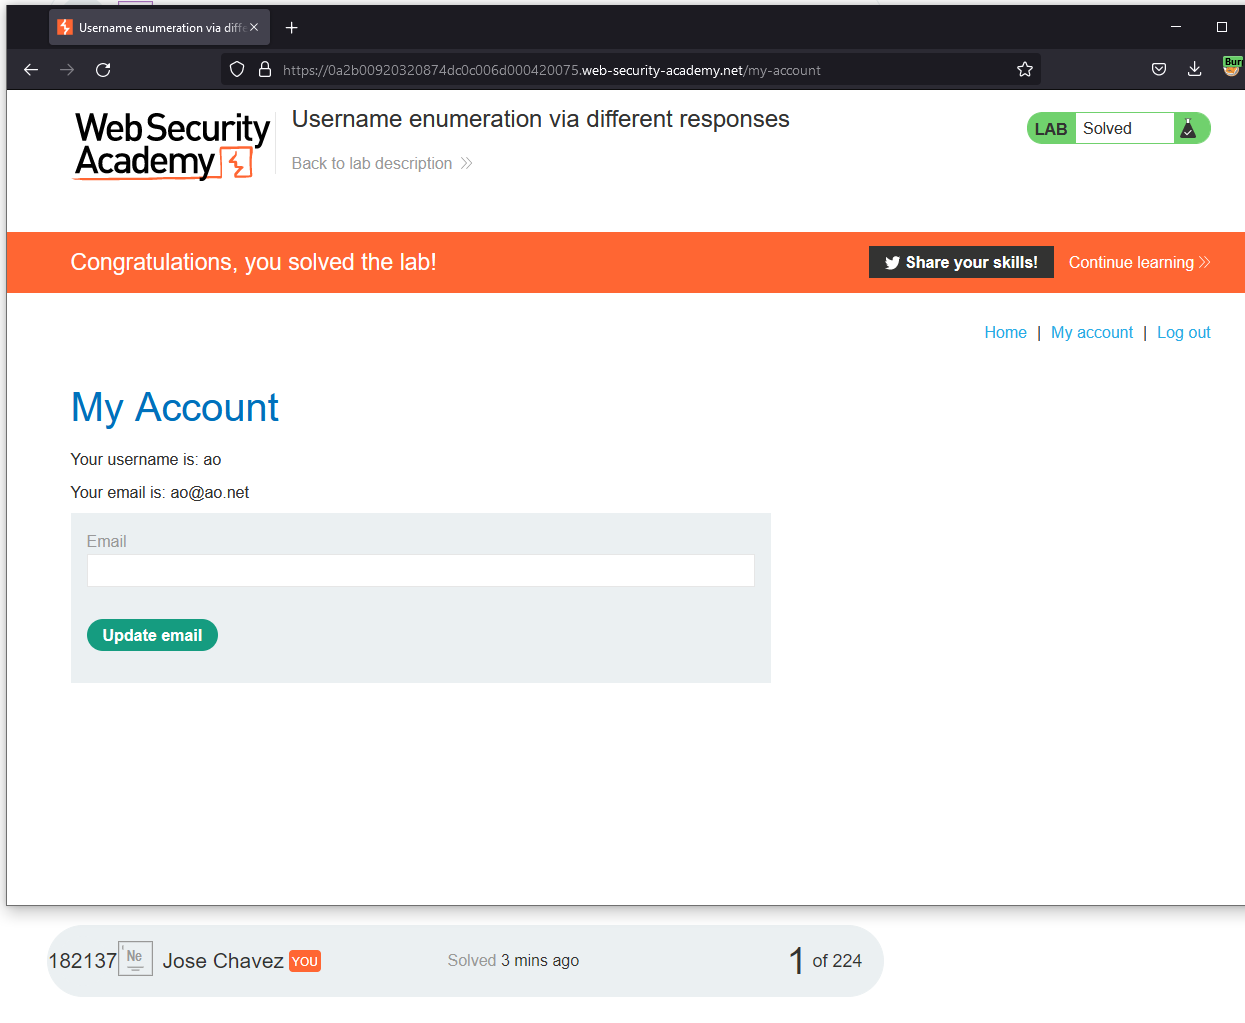 Username enumeration via diffe
https://0a2b00920320874dc0c006d000420075.web-security-academy.net/my-account
Bur
WebSecurity
Academy
Username enumeration via different responses
Back to lab description
LAB Solved
Congratulations, you solved the lab!
Share your skills!
Continue learning
Home | My account | Log out
My Account
Your username is: ao
Your email is: ao@ao.net
Email
Update email
182137 Ne Jose Chavez YOU Solved 3 mins ago 1 of 224